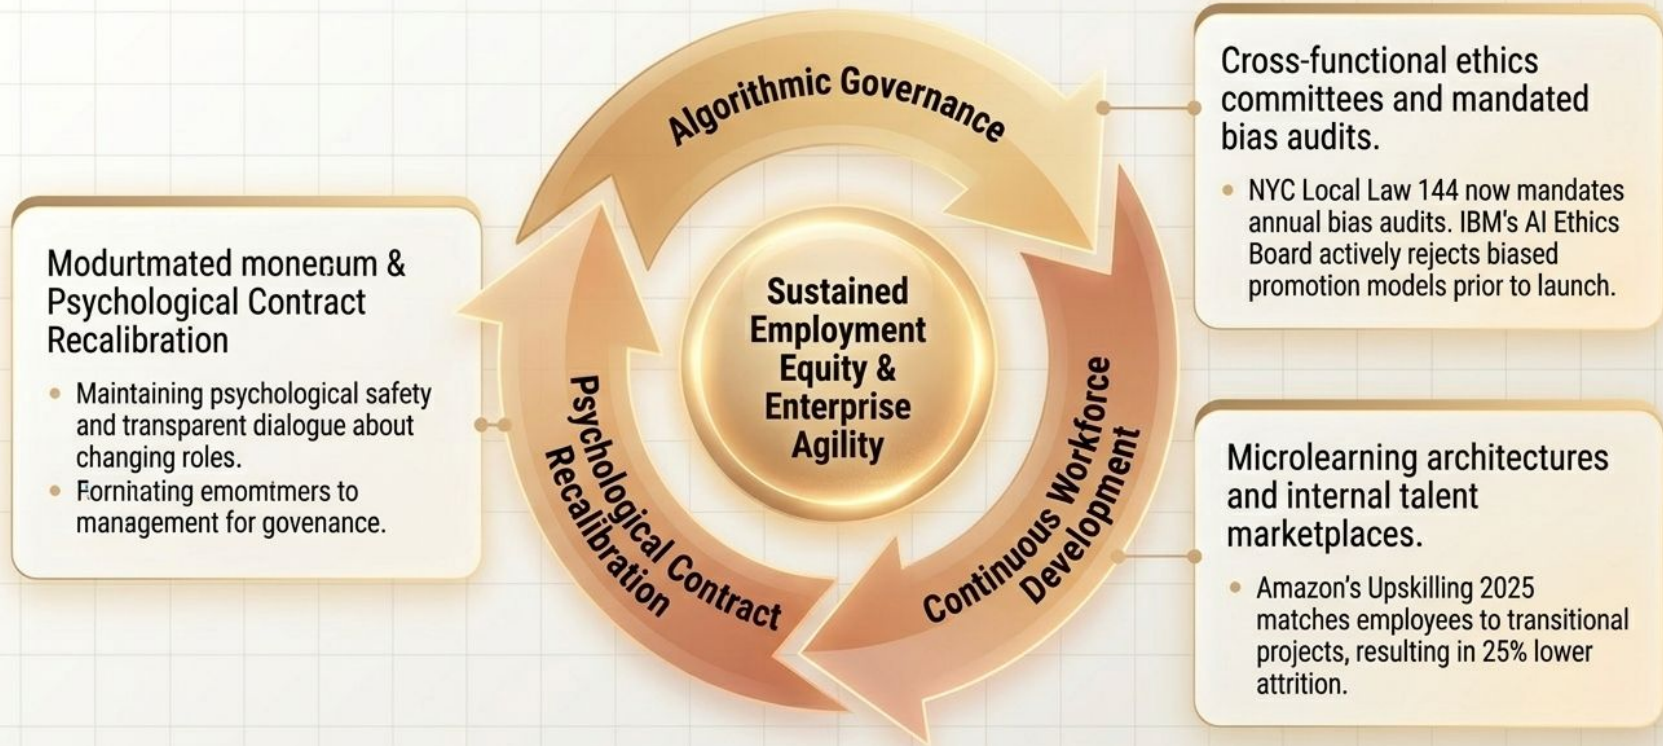 Algorithmic Governance
Cross-functional ethics
committees and mandated
bias audits.
NYC Local Law 144 now mandates
annual bias audits. IBM's AI Ethics
Board actively rejects biased
promotion models prior to launch.
Modurtmated monecum &
Psychological Contract
Recalibration
Maintaining psychological safety
and transparent dialogue about
changing roles.
Fornitating emomtmers to
management for govenance.
Sustained
Employment
Equity &
Enterprise
Agility
Psychological Contract
Recalibration
Continuous Workforce
Development
Microlearning architectures
and internal talent
marketplaces.
Amazon's Upskilling 2025
matches employees to transitional
projects, resulting in 25% lower
attrition.